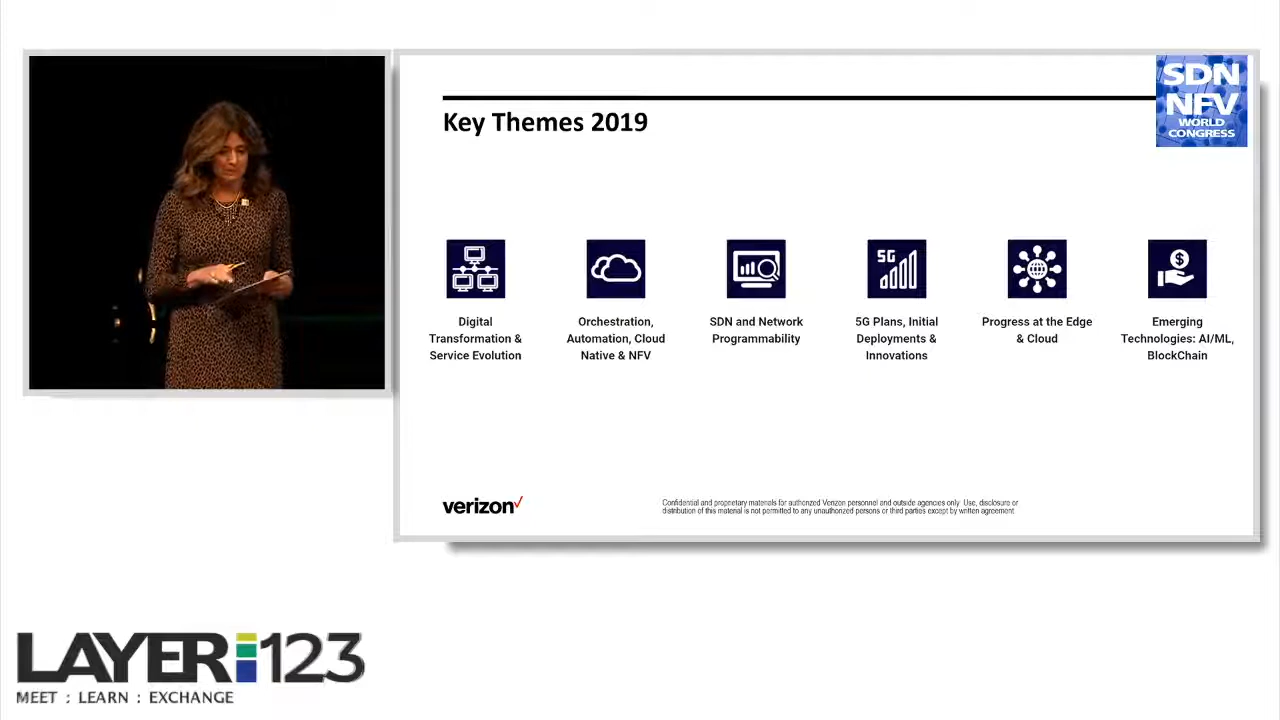 SDN
NFV
WORLD
CONGRESS
Key Themes 2019
5G
$
Digital
Transformation &
Service Evolution
Orchestration,
Automation, Cloud
Native & NFV
SDN and Network
Programmability
5G Plans, Initial
Deployments &
Innovations
Progress at the Edge
& Cloud
Emerging
Technologies: AI/ML,
BlockChain
verizon✓
Confidential and proprietary materials for authorized Verizon personnel and outside agencies only. Use, disclosure or
distribution of this material is not permitted to any unauthorized persons or third parties except by written agreement
LAYER123
MEET : LEARN : EXCHANGE